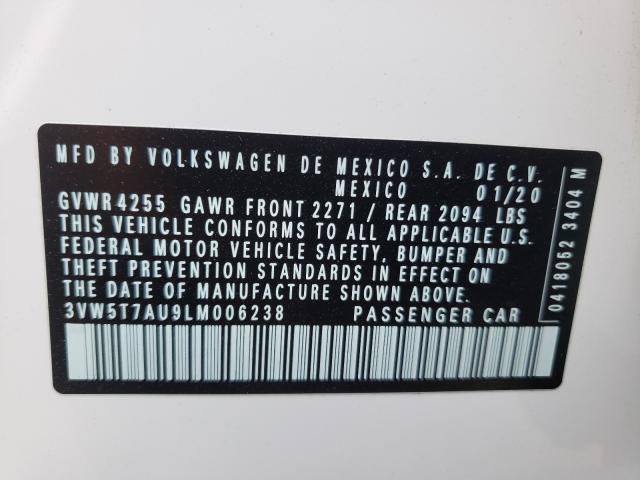 MFD BY VOLKSWAGEN DE MEXICO S.A. DE C.V.
MEXICO 01/20
GVWR 4255 GAWR FRONT 2271 / REAR 2094 LBS
THIS VEHICLE CONFORMS TO ALL APPLICABLE U.S.
FEDERAL MOTOR VEHICLE SAFETY, BUMPER AND
THEFT PREVENTION STANDARDS IN EFFECT ON
THE DATE OF MANUFACTURE SHOWN ABOVE.
3VW5T7AU9LM006238 PASSENGER CAR
0418052 3404 M